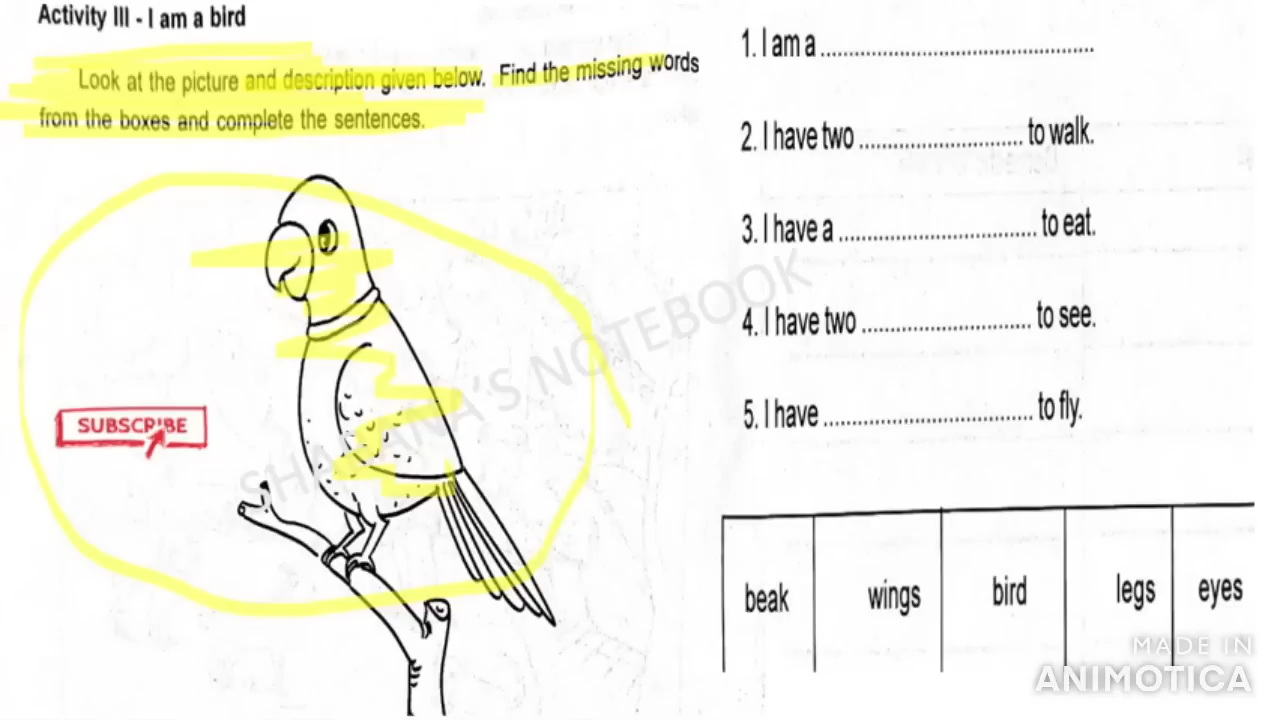 Activity III - I am a bird
Look at the picture and description given below. Find the missing words
from the boxes and complete the sentences.
SUBSCRIBE
SHABANA'S NOTEBOOK
1. I am a ......................................................
2. I have two ................................. to walk.
3. I have a ........................................ to eat.
4. I have two .................................. to see.
5. I have .......................................... to fly.
beak wings bird legs eyes
MADE IN
ANIMOTICA